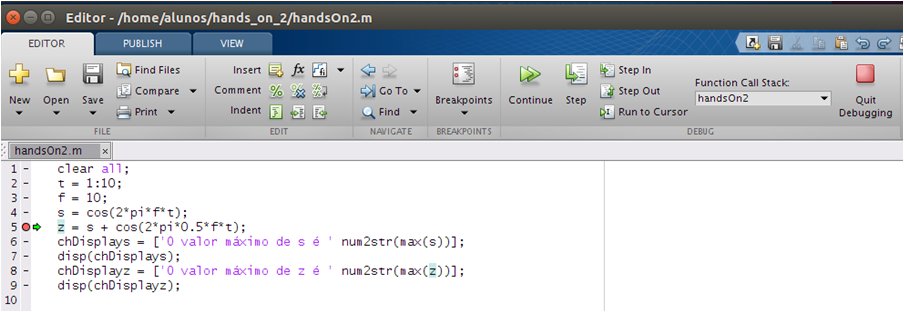 Editor - /home/alunos/hands_on_2/handsOn2.m
EDITOR PUBLISH VIEW
New Open Save Find Files Compare Print
Insert fx Comment Indent
Go To Find
Breakpoints
Continue Step Step In Step Out Run to Cursor
Function Call Stack:
handsOn2
Quit Debugging
FILE EDIT NAVIGATE BREAKPOINTS DEBUG
handsOn2.m
1 - clear all;
2 - t = 1:10;
3 - f = 10;
4 - s = cos(2*pi*f*t);
5 z = s + cos(2*pi*0.5*f*t);
6 - chDisplays = ['O valor máximo de s é ' num2str(max(s))];
7 - disp(chDisplays);
8 - chDisplayz = ['O valor máximo de z é ' num2str(max(z))];
9 - disp(chDisplayz);
10